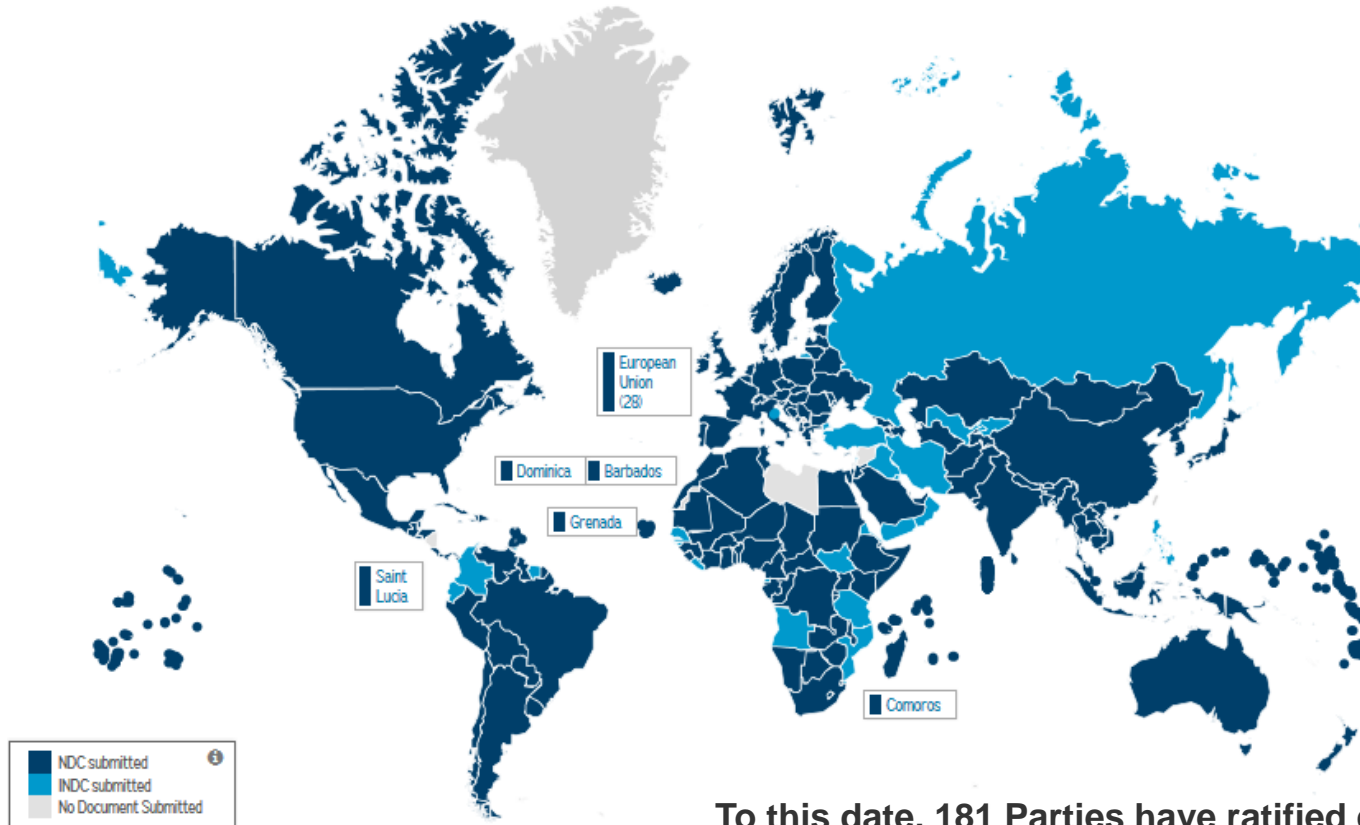 European
Union
(28)
Dominica
Barbados
Grenada
Saint
Lucia
Comoros
NDC submitted
INDC submitted
No Document Submitted
To this date, 181 Parties have ratified